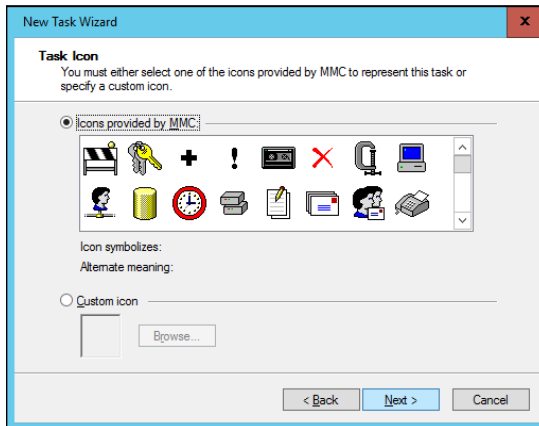 New Task Wizard
x
Task Icon
You must either select one of the icons provided by MMC to represent this task or
specify a custom icon.
Icons provided by MMC:
Icon symbolizes:
Alternate meaning:
Custom icon
Browse...
< Back Next > Cancel